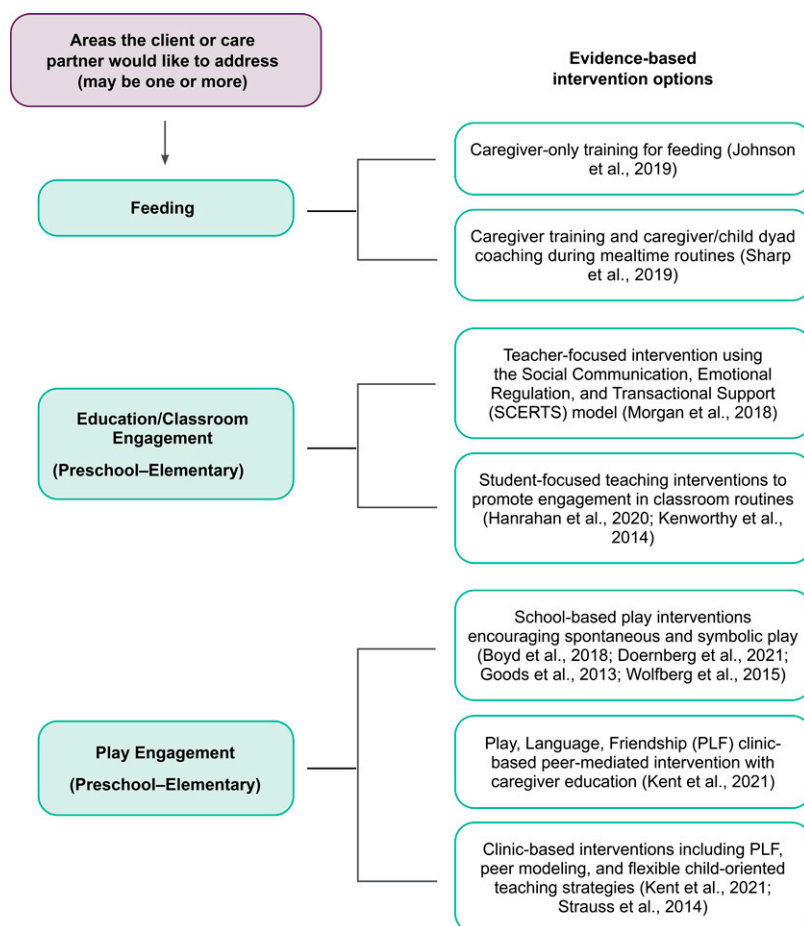 Areas the client or care
partner would like to address
(may be one or more)
Evidence-based
intervention options
Feeding
Caregiver-only training for feeding (Johnson
et al., 2019)
Caregiver training and caregiver/child dyad
coaching during mealtime routines (Sharp
et al., 2019)
Education/Classroom
Engagement
(Preschool–Elementary)
Teacher-focused intervention using
the Social Communication, Emotional
Regulation, and Transactional Support
(SCERTS) model (Morgan et al., 2018)
Student-focused teaching interventions to
promote engagement in classroom routines
(Hanrahan et al., 2020; Kenworthy et al.,
2014)
Play Engagement
(Preschool–Elementary)
School-based play interventions
encouraging spontaneous and symbolic play
(Boyd et al., 2018; Doernberg et al., 2021;
Goods et al., 2013; Wolfberg et al., 2015)
Play, Language, Friendship (PLF) clinic-
based peer-mediated intervention with
caregiver education (Kent et al., 2021)
Clinic-based interventions including PLF,
peer modeling, and flexible child-oriented
teaching strategies (Kent et al., 2021;
Strauss et al., 2014)